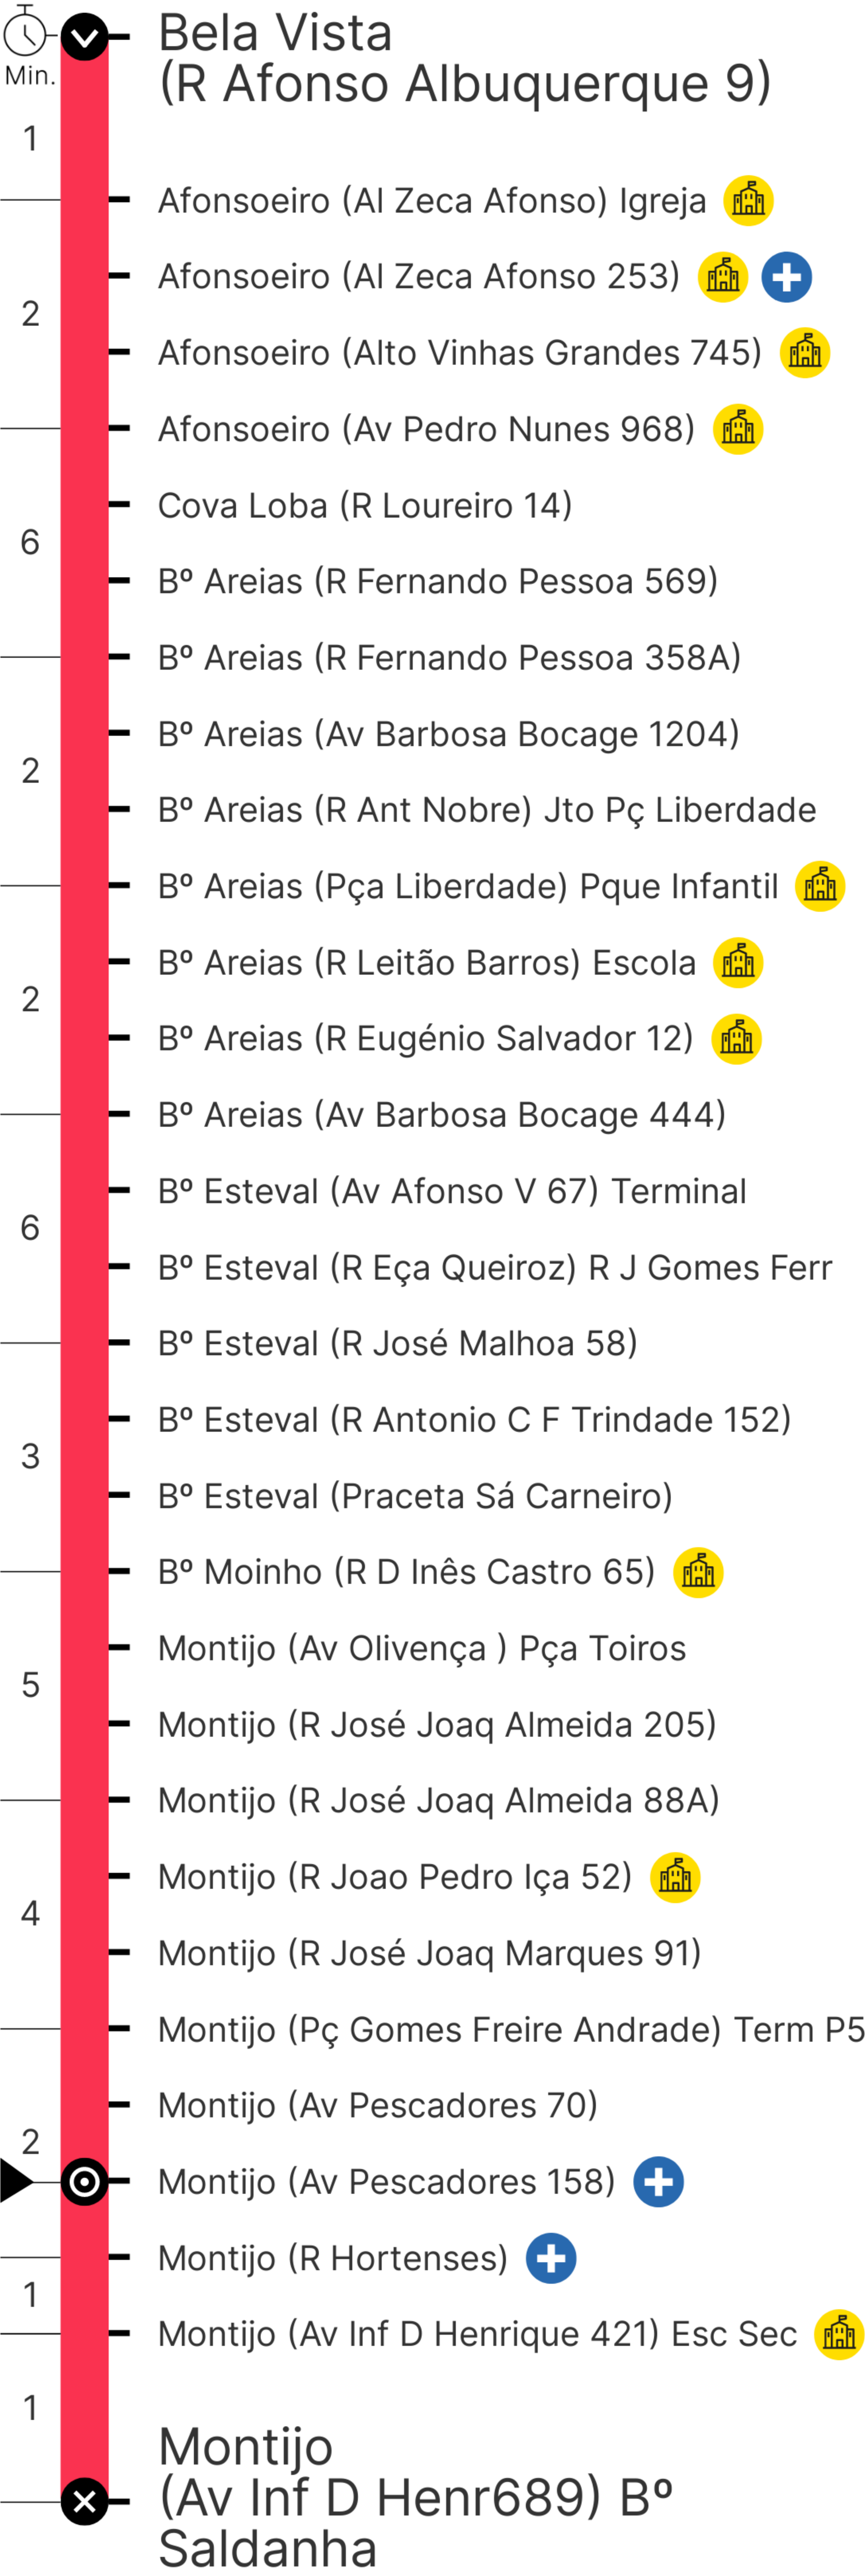 Bela Vista
(R Afonso Albuquerque 9)
Min.
1
Afonsoeiro (Al Zeca Afonso) Igreja
Afonsoeiro (Al Zeca Afonso 253)
2
Afonsoeiro (Alto Vinhas Grandes 745)
Afonsoeiro (Av Pedro Nunes 968)
Cova Loba (R Loureiro 14)
6
Bº Areias (R Fernando Pessoa 569)
Bº Areias (R Fernando Pessoa 358A)
Bº Areias (Av Barbosa Bocage 1204)
2
Bº Areias (R Ant Nobre) Jto Pç Liberdade
Bº Areias (Pça Liberdade) Pque Infantil
Bº Areias (R Leitão Barros) Escola
2
Bº Areias (R Eugénio Salvador 12)
Bº Areias (Av Barbosa Bocage 444)
Bº Esteval (Av Afonso V 67) Terminal
6
Bº Esteval (R Eça Queiroz) R J Gomes Ferr
Bº Esteval (R José Malhoa 58)
Bº Esteval (R Antonio C F Trindade 152)
3
Bº Esteval (Praceta Sá Carneiro)
Bº Moinho (R D Inês Castro 65)
Montijo (Av Olivença ) Pça Toiros
5
Montijo (R José Joaq Almeida 205)
Montijo (R José Joaq Almeida 88A)
Montijo (R Joao Pedro Iça 52)
4
Montijo (R José Joaq Marques 91)
Montijo (Pç Gomes Freire Andrade) Term P5
Montijo (Av Pescadores 70)
2
Montijo (Av Pescadores 158)
Montijo (R Hortenses)
1
Montijo (Av Inf D Henrique 421) Esc Sec
1
Montijo
(Av Inf D Henr689) Bº
Saldanha